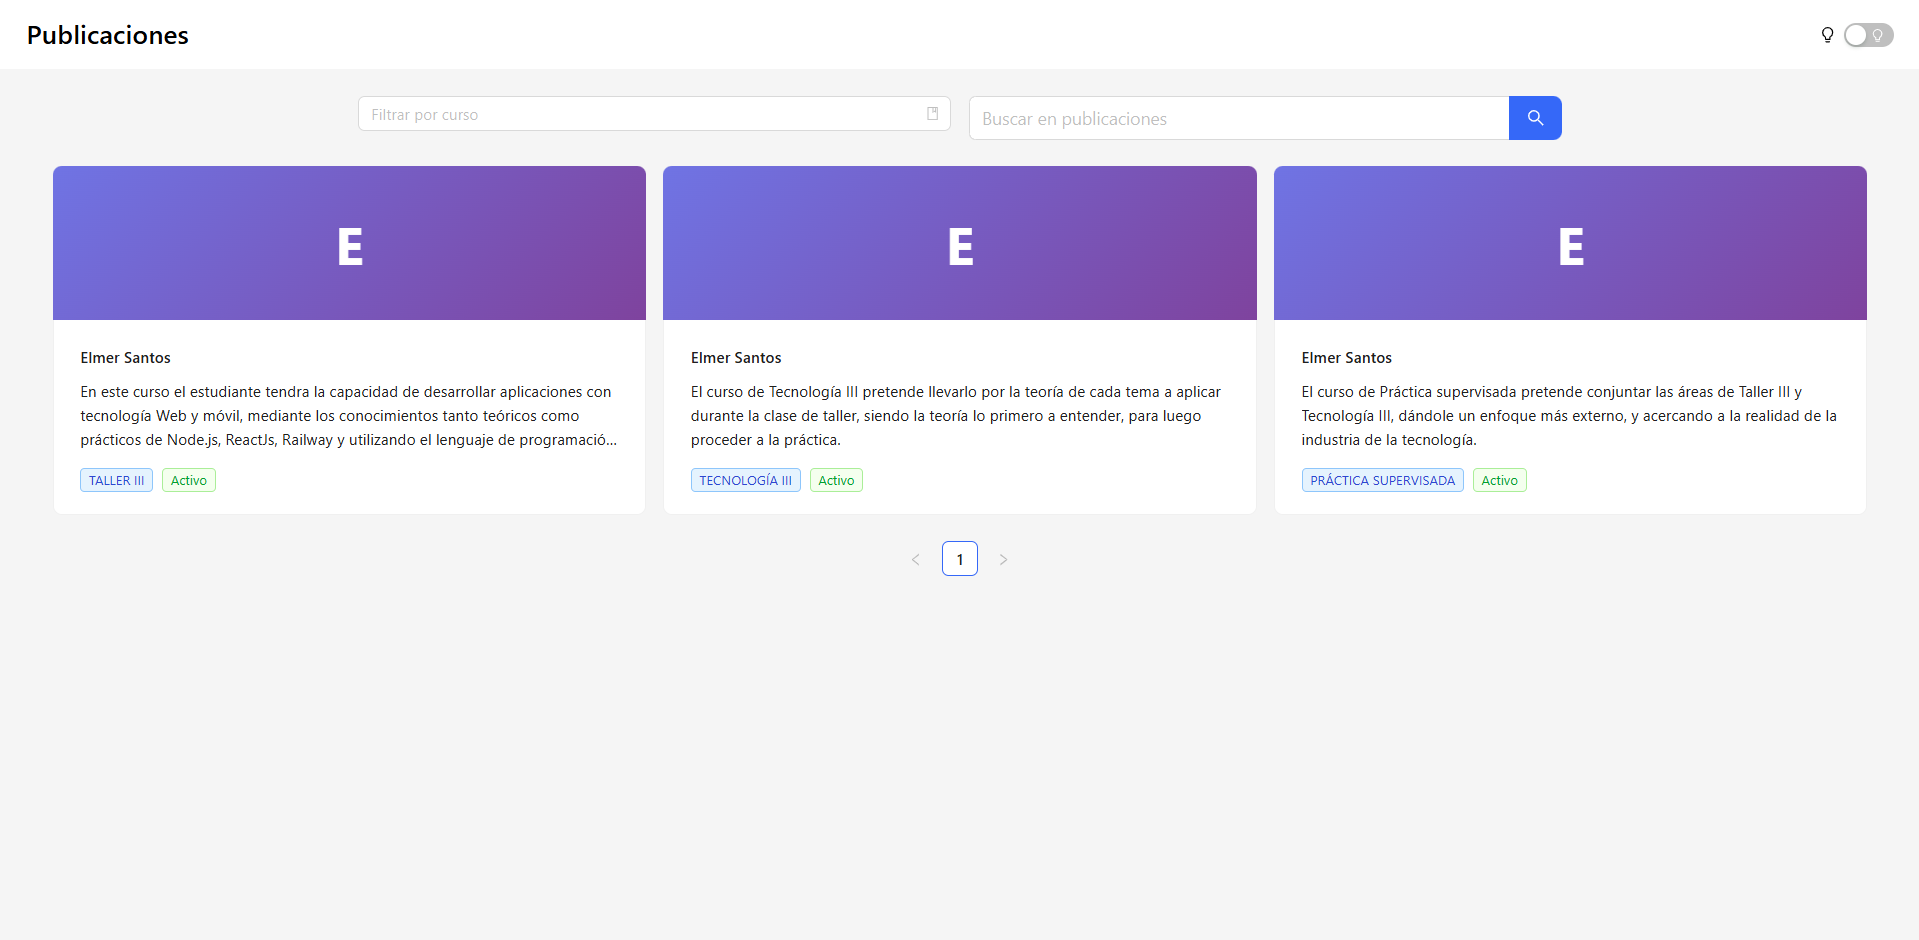 Publicaciones
Filtrar por curso
Buscar en publicaciones
E
Elmer Santos
En este curso el estudiante tendra la capacidad de desarrollar aplicaciones con
tecnología Web y móvil, mediante los conocimientos tanto teóricos como
prácticos de Node.js, ReactJs, Railway y utilizando el lenguaje de programació...
TALLER III
Activo
E
Elmer Santos
El curso de Tecnología III pretende llevarlo por la teoría de cada tema a aplicar
durante la clase de taller, siendo la teoría lo primero a entender, para luego
proceder a la práctica.
TECNOLOGÍA III
Activo
E
Elmer Santos
El curso de Práctica supervisada pretende conjuntar las áreas de Taller III y
Tecnología III, dándole un enfoque más externo, y acercando a la realidad de la
industria de la tecnología.
PRÁCTICA SUPERVISADA
Activo
1